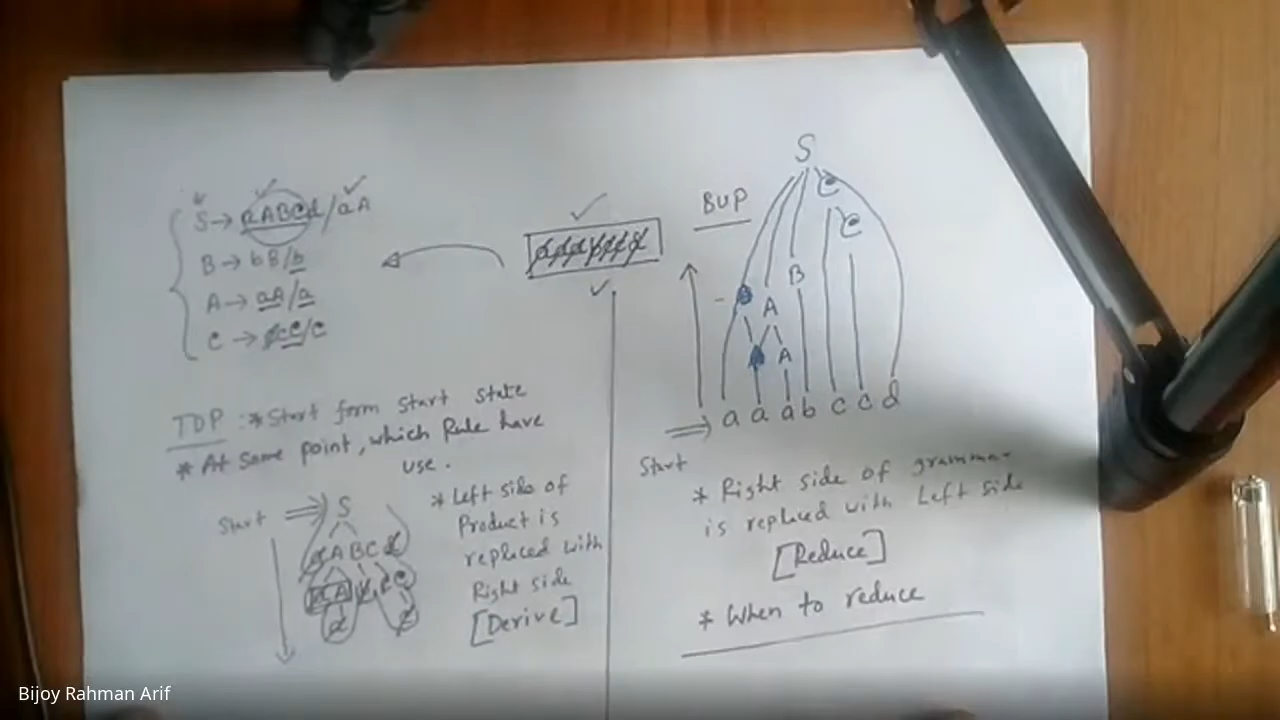 S → aABCd/aA
B → bB/b
A → aA/a
C → cC/c
TDP : * Start form start state
* At some point, which Rule have
use.
Start ⇒ S
a A B C d
a A b c C
a c
* Left side of
Product is
replaced with
Right side
[Derive]
BUP
S
C
C
B
A
A
a a a b c c d
Start
* Right side of grammar
is replaced with Left side
[Reduce]
* When to reduce
Bijoy Rahman Arif